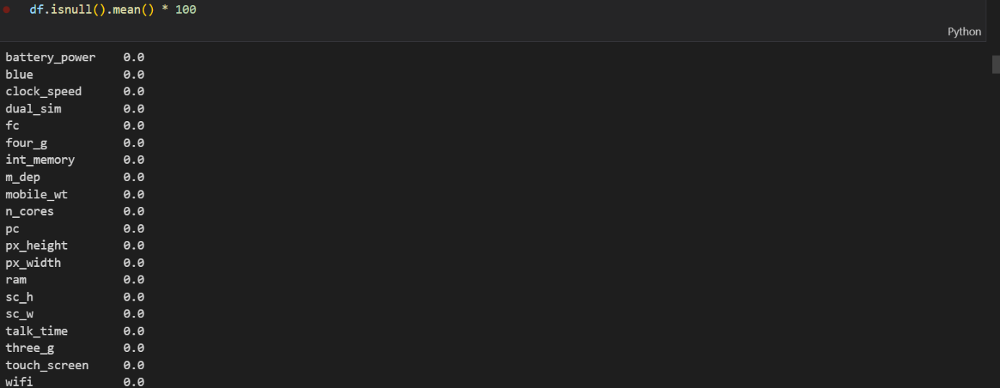 df.isnull().mean() * 100
Python
battery_power 0.0
blue 0.0
clock_speed 0.0
dual_sim 0.0
fc 0.0
four_g 0.0
int_memory 0.0
m_dep 0.0
mobile_wt 0.0
n_cores 0.0
pc 0.0
px_height 0.0
px_width 0.0
ram 0.0
sc_h 0.0
sc_w 0.0
talk_time 0.0
three_g 0.0
touch_screen 0.0
wifi 0.0